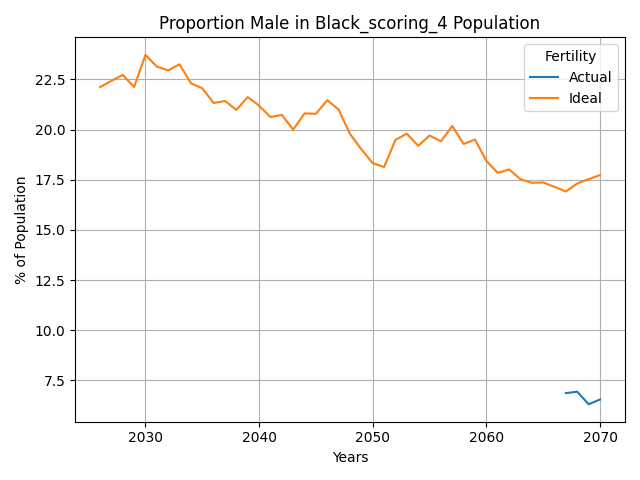 Proportion Male in Black_scoring_4 Population
Fertility
Actual
Ideal
22.5
20.0
17.5
15.0
12.5
10.0
7.5
% of Population
2030 2040 2050 2060 2070
Years